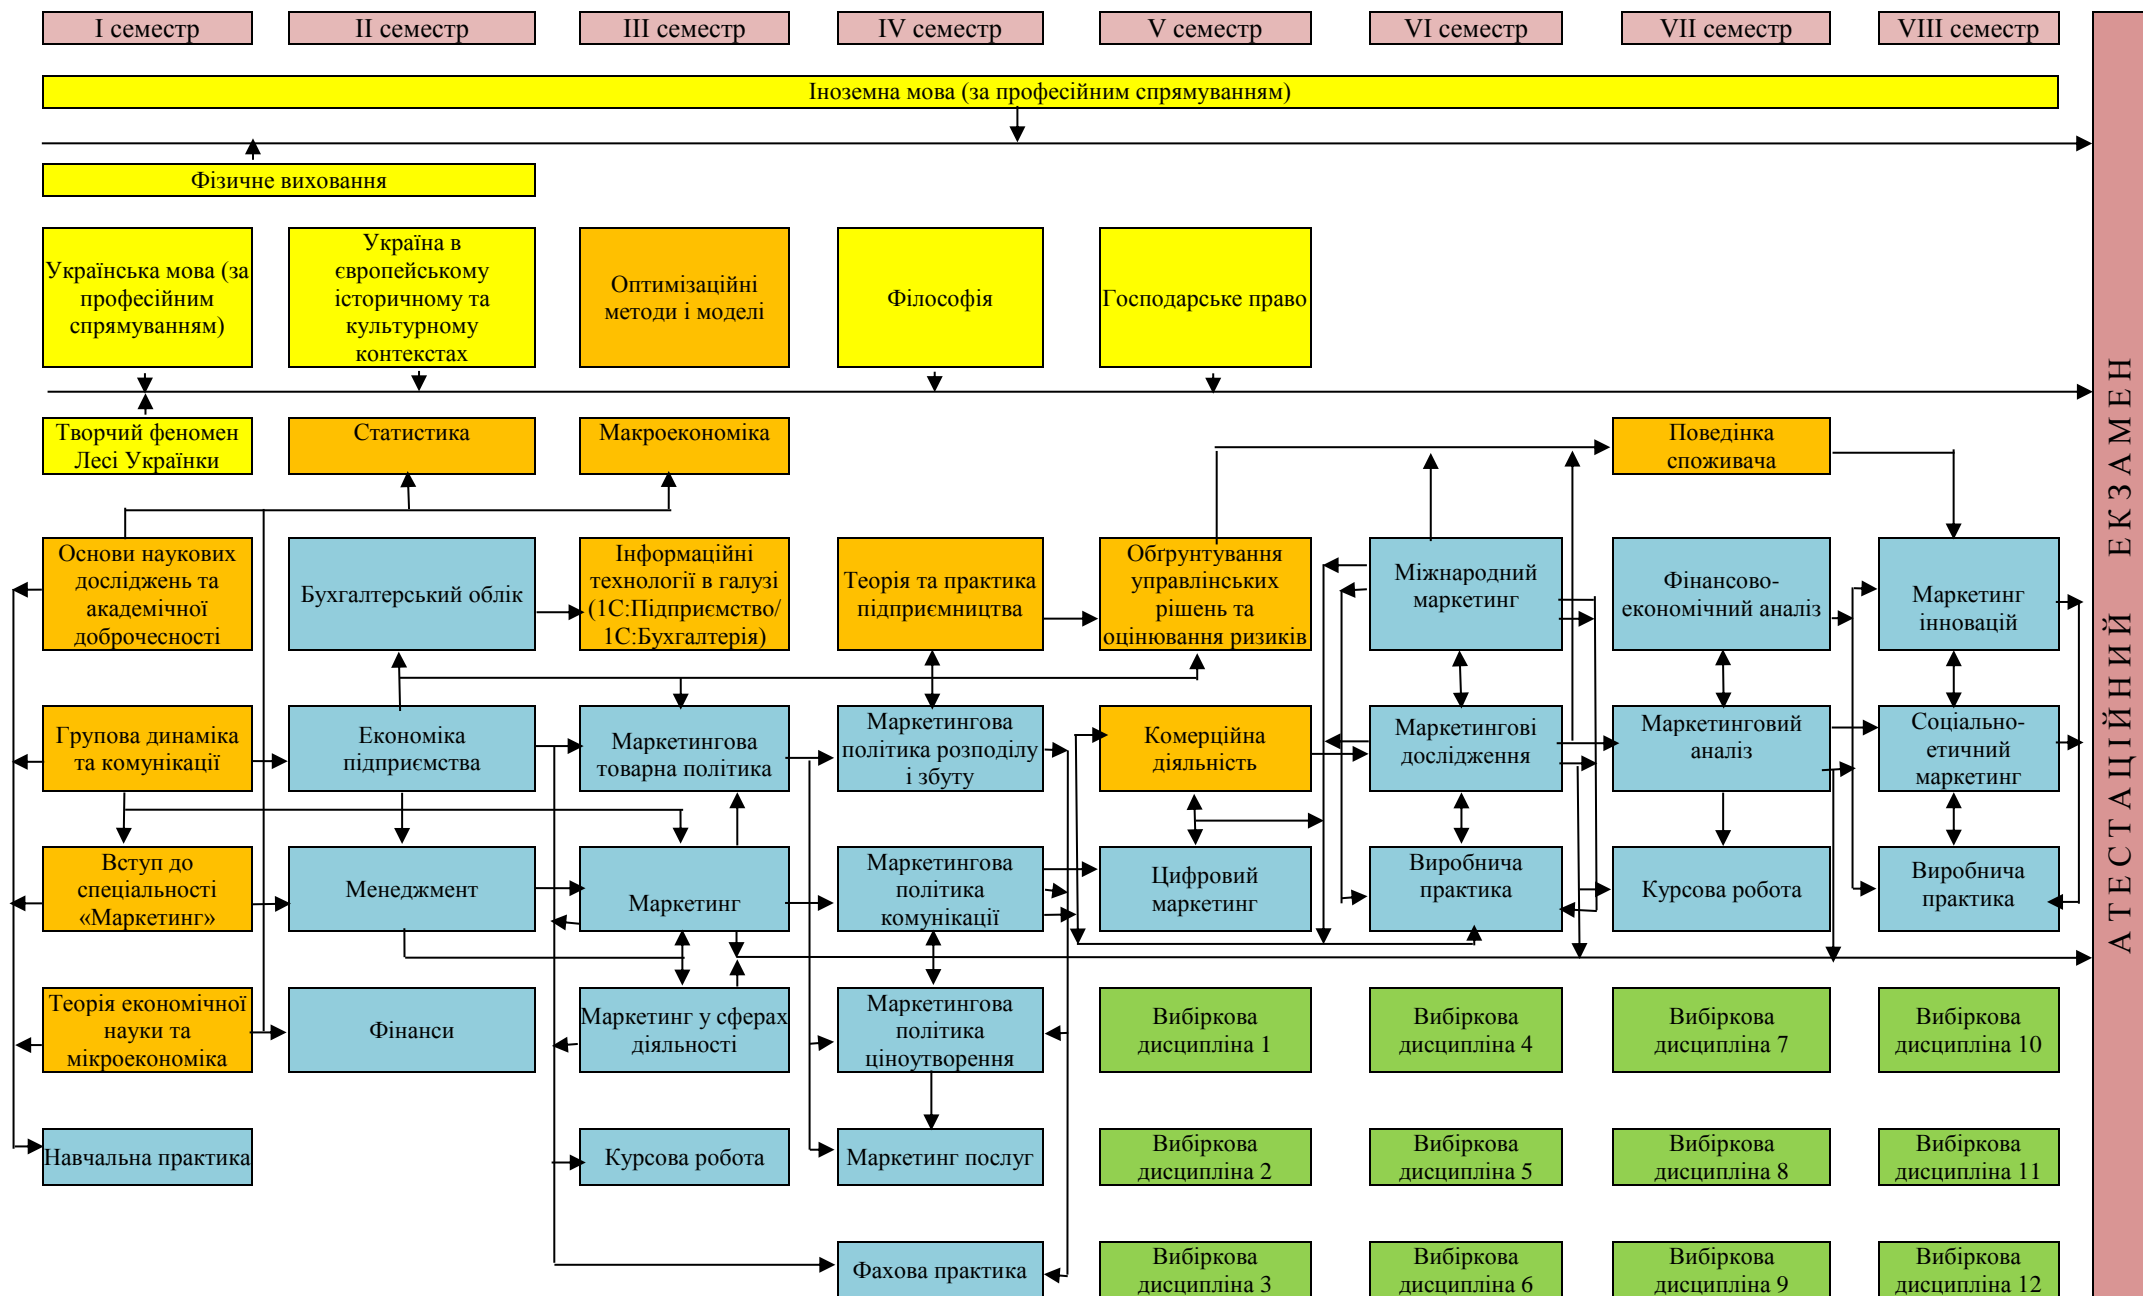 I семестр
II семестр
III семестр
IV семестр
V семестр
VI семестр
VII семестр
VIII семестр
Іноземна мова (за професійним спрямуванням)
Фізичне виховання
Українська мова (за
професійним
спрямуванням)
Україна в
європейському
історичному та
культурному
контекстах
Оптимізаційні
методи і моделі
Філософія
Господарське право
Творчий феномен
Лесі Українки
Статистика
Макроекономіка
Поведінка
споживача
Основи наукових
досліджень та
академічної
доброчесності
Бухгалтерський облік
Інформаційні
технології в галузі
(1С:Підприємство/
1С:Бухгалтерія)
Теорія та практика
підприємництва
Обґрунтування
управлінських
рішень та
оцінювання ризиків
Міжнародний
маркетинг
Фінансово-
економічний аналіз
Маркетинг
інновацій
Групова динаміка
та комунікації
Економіка
підприємства
Маркетингова
товарна політика
Маркетингова
політика розподілу
і збуту
Комерційна
діяльність
Маркетингові
дослідження
Маркетинговий
аналіз
Соціально-
етичний
маркетинг
Вступ до
спеціальності
«Маркетинг»
Менеджмент
Маркетинг
Маркетингова
політика
комунікації
Цифровий
маркетинг
Виробнича
практика
Курсова робота
Виробнича
практика
Теорія економічної
науки та
мікроекономіка
Фінанси
Маркетинг у сферах
діяльності
Маркетингова
політика
ціноутворення
Вибіркова
дисципліна 1
Вибіркова
дисципліна 4
Вибіркова
дисципліна 7
Вибіркова
дисципліна 10
Навчальна практика
Курсова робота
Маркетинг послуг
Вибіркова
дисципліна 2
Вибіркова
дисципліна 5
Вибіркова
дисципліна 8
Вибіркова
дисципліна 11
Фахова практика
Вибіркова
дисципліна 3
Вибіркова
дисципліна 6
Вибіркова
дисципліна 9
Вибіркова
дисципліна 12
АТЕСТАЦІЙНИЙ ЕКЗАМЕН